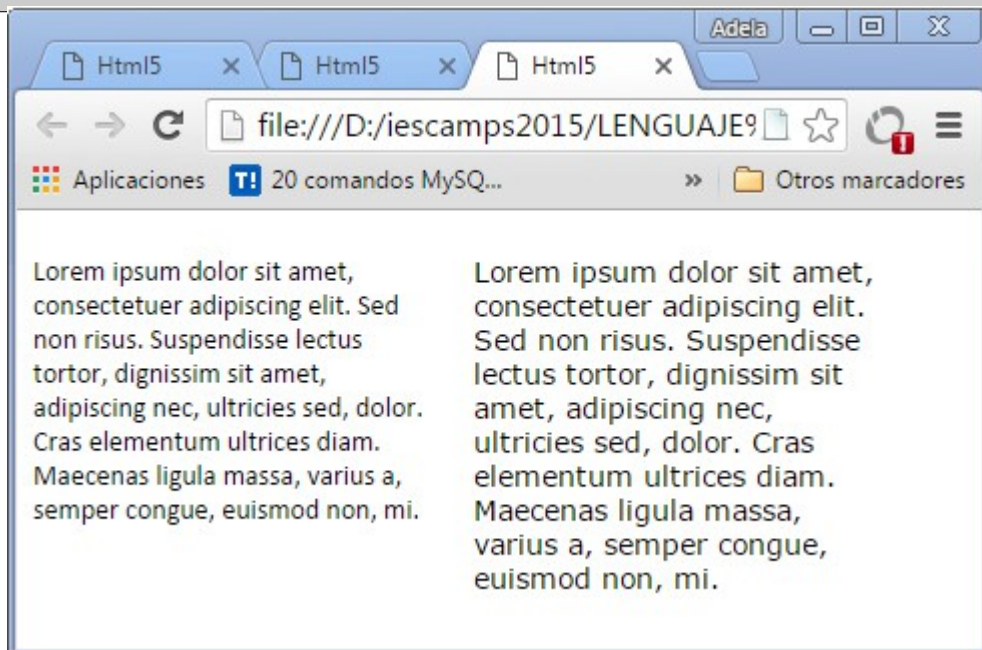 Adela
Html5
Html5
Html5
file:///D:/iescamps2015/LENGUAJE9
Aplicaciones
T! 20 comandos MySQ...
» Otros marcadores
Lorem ipsum dolor sit amet,
consectetuer adipiscing elit. Sed
non risus. Suspendisse lectus
tortor, dignissim sit amet,
adipiscing nec, ultricies sed, dolor.
Cras elementum ultrices diam.
Maecenas ligula massa, varius a,
semper congue, euismod non, mi.
Lorem ipsum dolor sit amet,
consectetuer adipiscing elit.
Sed non risus. Suspendisse
lectus tortor, dignissim sit
amet, adipiscing nec,
ultricies sed, dolor. Cras
elementum ultrices diam.
Maecenas ligula massa,
varius a, semper congue,
euismod non, mi.